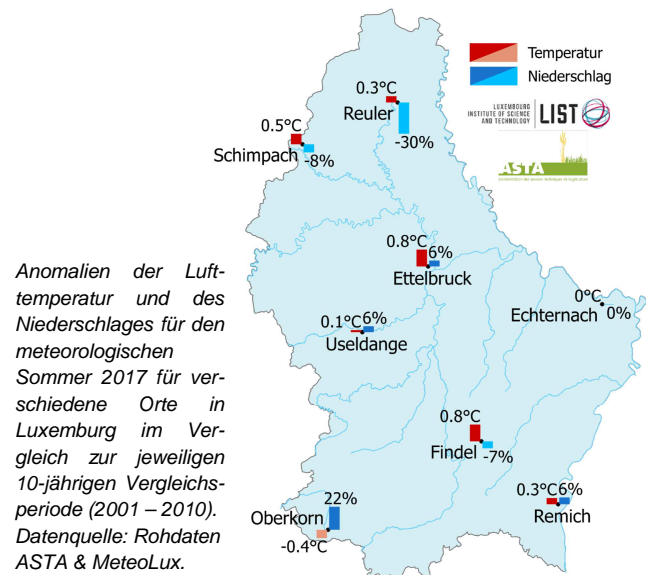 Temperatur
Niederschlag
LUXEMBOURG
INSTITUTE OF SCIENCE
AND TECHNOLOGY
LIST
ASTA
0.3°C
Reuler
-30%
0.5°C
Schimpach
-8%
0.8°C
6%
Ettelbruck
0°C
Echternach
0%
0.1°C
6%
Useldange
0.8°C
Findel
-7%
0.3°C
6%
Remich
22%
Oberkorn
-0.4°C
Anomalien der Luft-
temperatur und des
Niederschlages für den
meteorologischen
Sommer 2017 für ver-
schiedene Orte in
Luxemburg im Ver-
gleich zur jeweiligen
10-jährigen Vergleichs-
periode (2001 – 2010).
Datenquelle: Rohdaten
ASTA & MeteoLux.